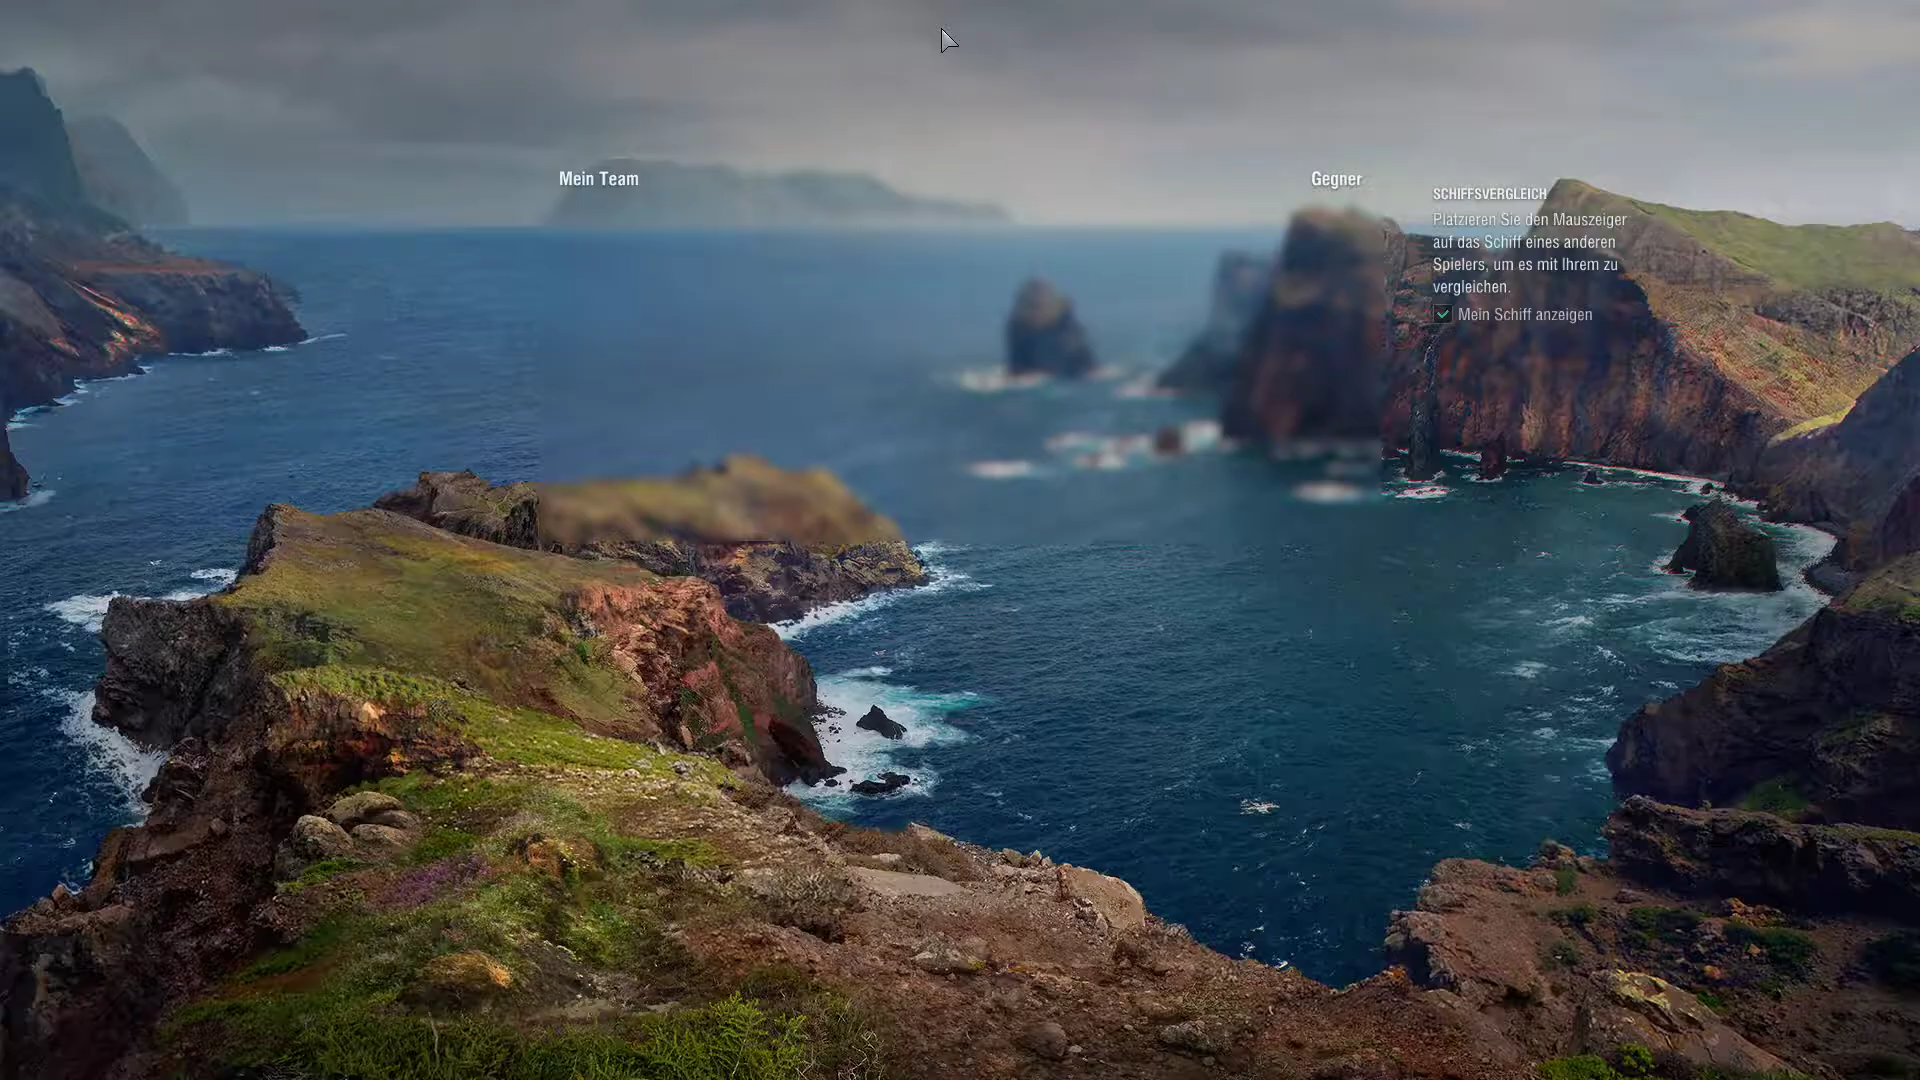 Mein Team
Gegner
SCHIFFSVERGLEICH
Platzieren Sie den Mauszeiger
auf das Schiff eines anderen
Spielers, um es mit Ihrem zu
vergleichen.
Mein Schiff anzeigen